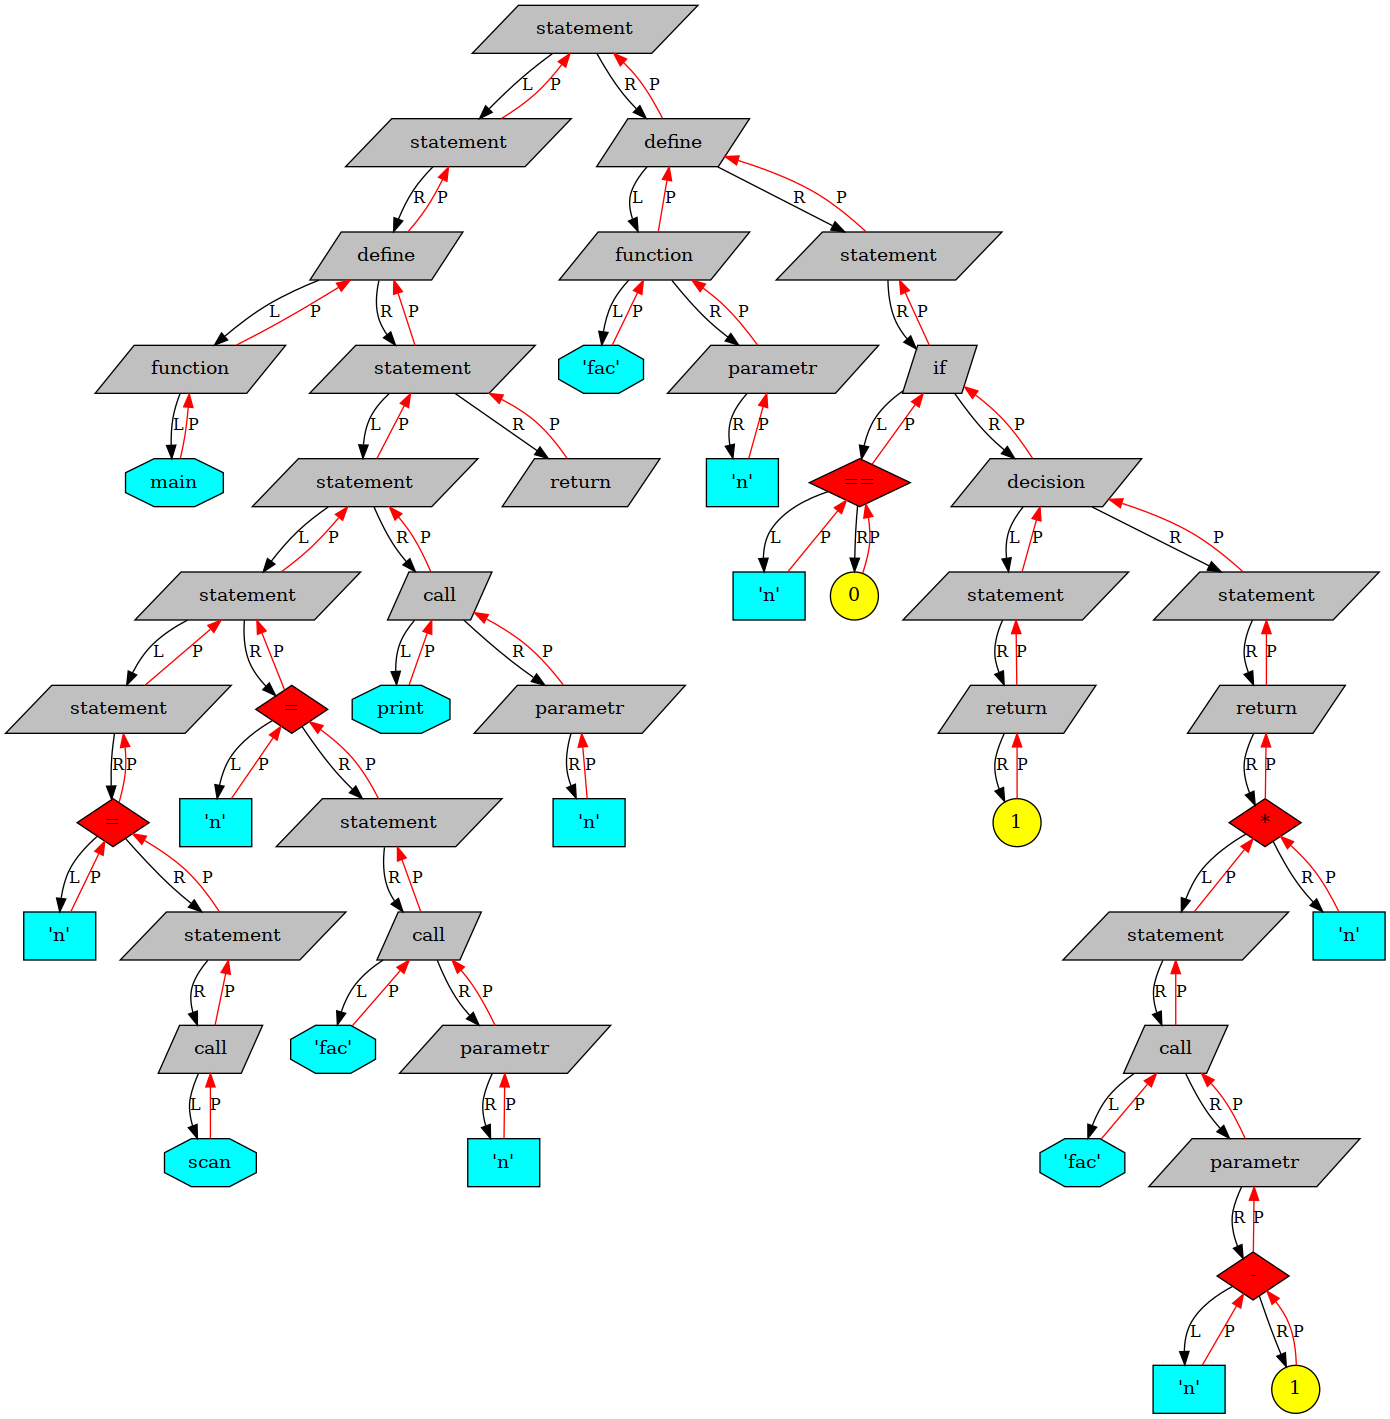 statement
L P R P
statement define
R P L P R P
define function statement
L P R P L P R P R P
function statement 'fac' parametr if
L P L P R P R P L P R P
main statement return 'n' == decision
L P R P L P R P L P R P
statement call 'n' 0 statement statement
L P R P L P R P R P R P
statement = print parametr return return
R P L P R P R P R P R P
= 'n' statement 'n' 1 *
L P R P R P L P R P
'n' statement call statement 'n'
R P L P R P R P
call 'fac' parametr call
L P R P L P R P
scan 'n' 'fac' parametr
R P
-
L P R P
'n' 1